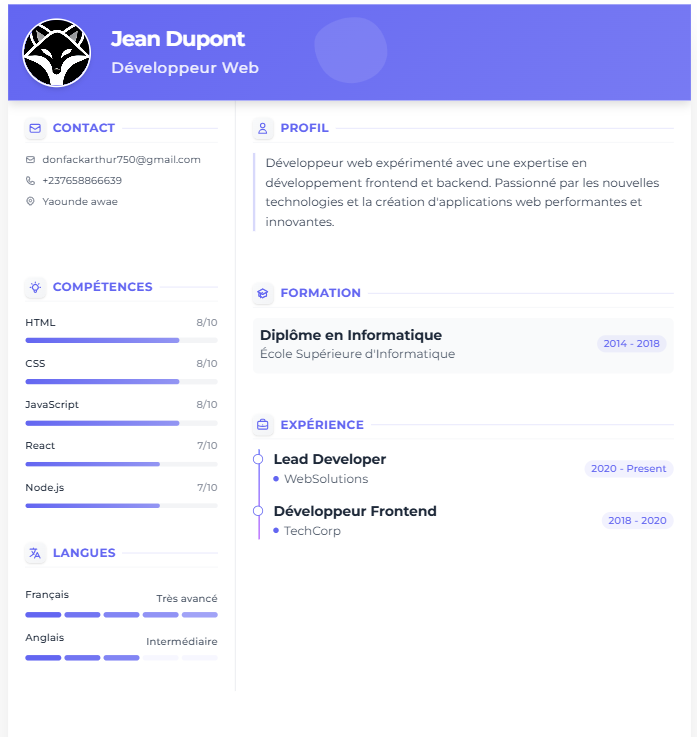 Jean Dupont
Développeur Web
CONTACT
donfackarthur750@gmail.com
+237658866639
Yaounde awae
COMPÉTENCES
HTML 8/10
CSS 8/10
JavaScript 8/10
React 7/10
Node.js 7/10
LANGUES
Français Très avancé
Anglais Intermédiaire
PROFIL
Développeur web expérimenté avec une expertise en
développement frontend et backend. Passionné par les nouvelles
technologies et la création d'applications web performantes et
innovantes.
FORMATION
Diplôme en Informatique
École Supérieure d'Informatique
2014 - 2018
EXPÉRIENCE
Lead Developer
WebSolutions
2020 - Present
Développeur Frontend
TechCorp
2018 - 2020